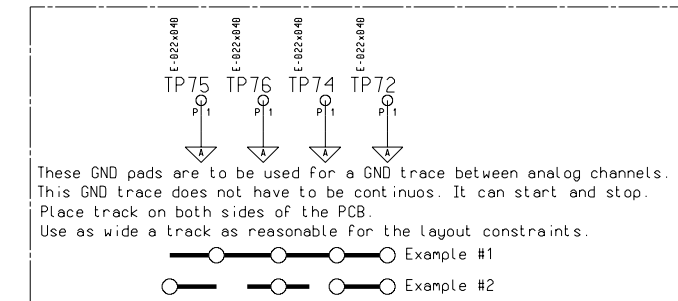 E-022x040 E-022x040 E-022x040 E-022x040
TP75 TP76 TP74 TP72
P 1 P 1 P 1 P 1
A A A A
These GND pads are to be used for a GND trace between analog channels.
This GND trace does not have to be continuos. It can start and stop.
Place track on both sides of the PCB.
Use as wide a track as reasonable for the layout constraints.
Example #1
Example #2